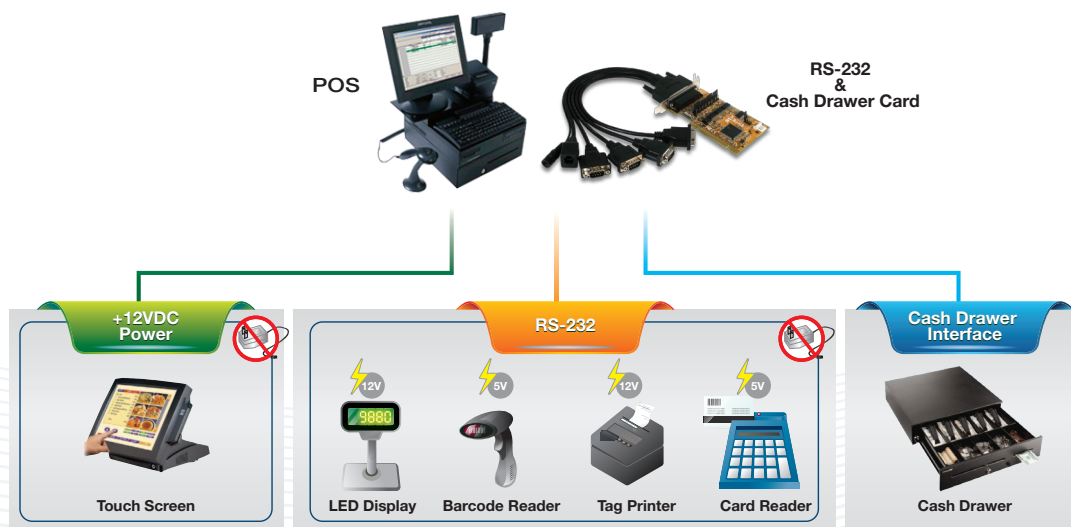 POS
RS-232
&
Cash Drawer Card
+12VDC
Power
RS-232
Cash Drawer
Interface
12V
5V
12V
5V
9880
Touch Screen
LED Display
Barcode Reader
Tag Printer
Card Reader
Cash Drawer